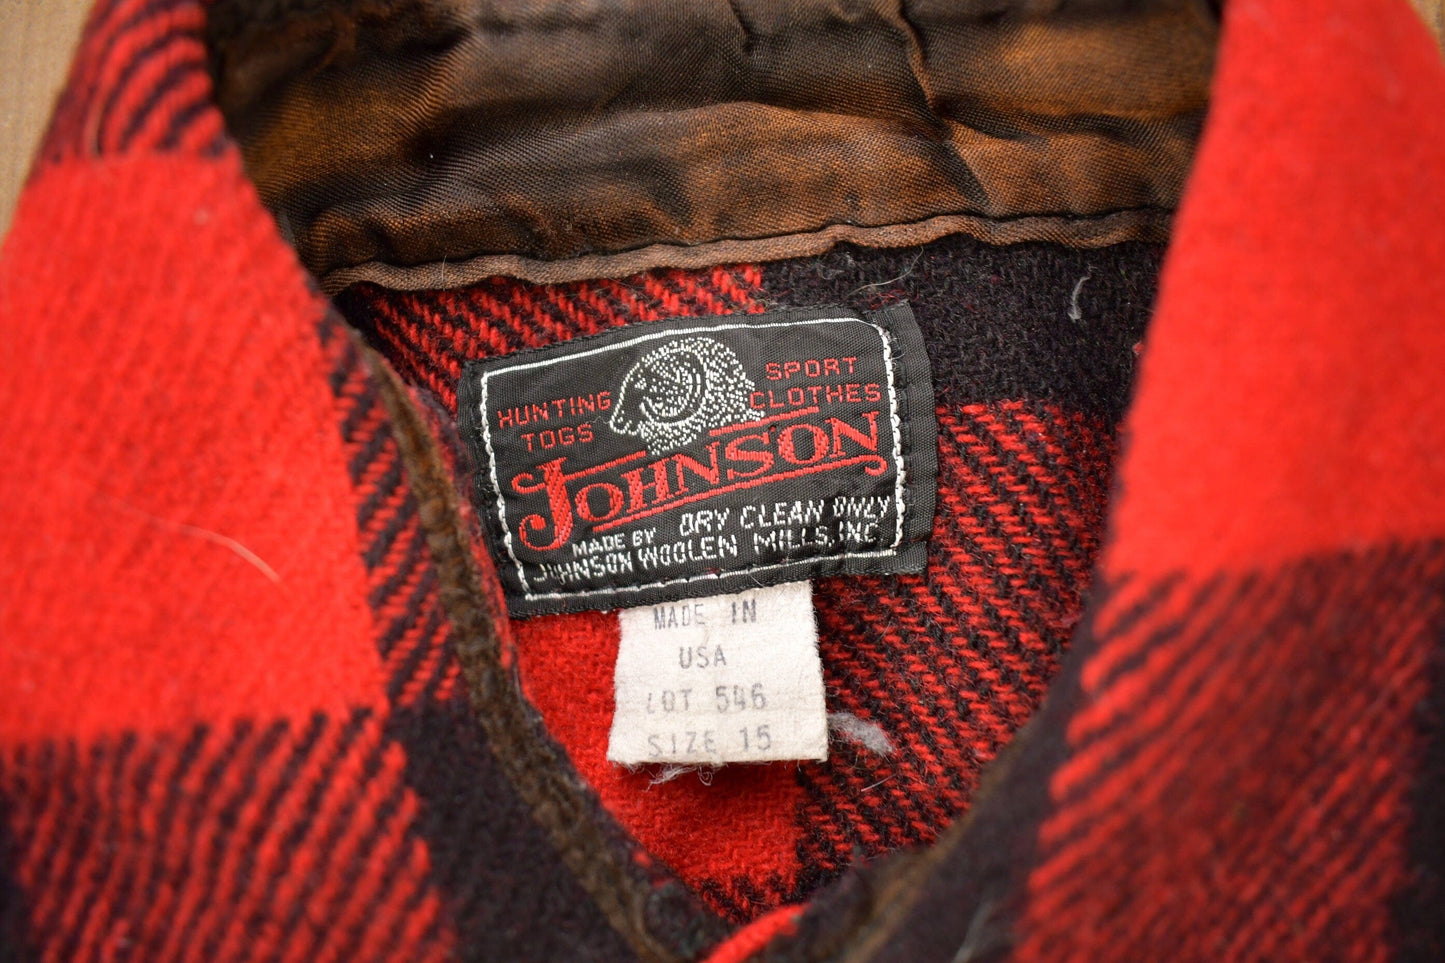 HUNTING
TOGS
SPORT
CLOTHES
JOHNSON
DRY CLEAN ONLY
MADE BY
JOHNSON WOOLEN MILLS, INC
MADE IN
USA
LOT 546
SIZE 15